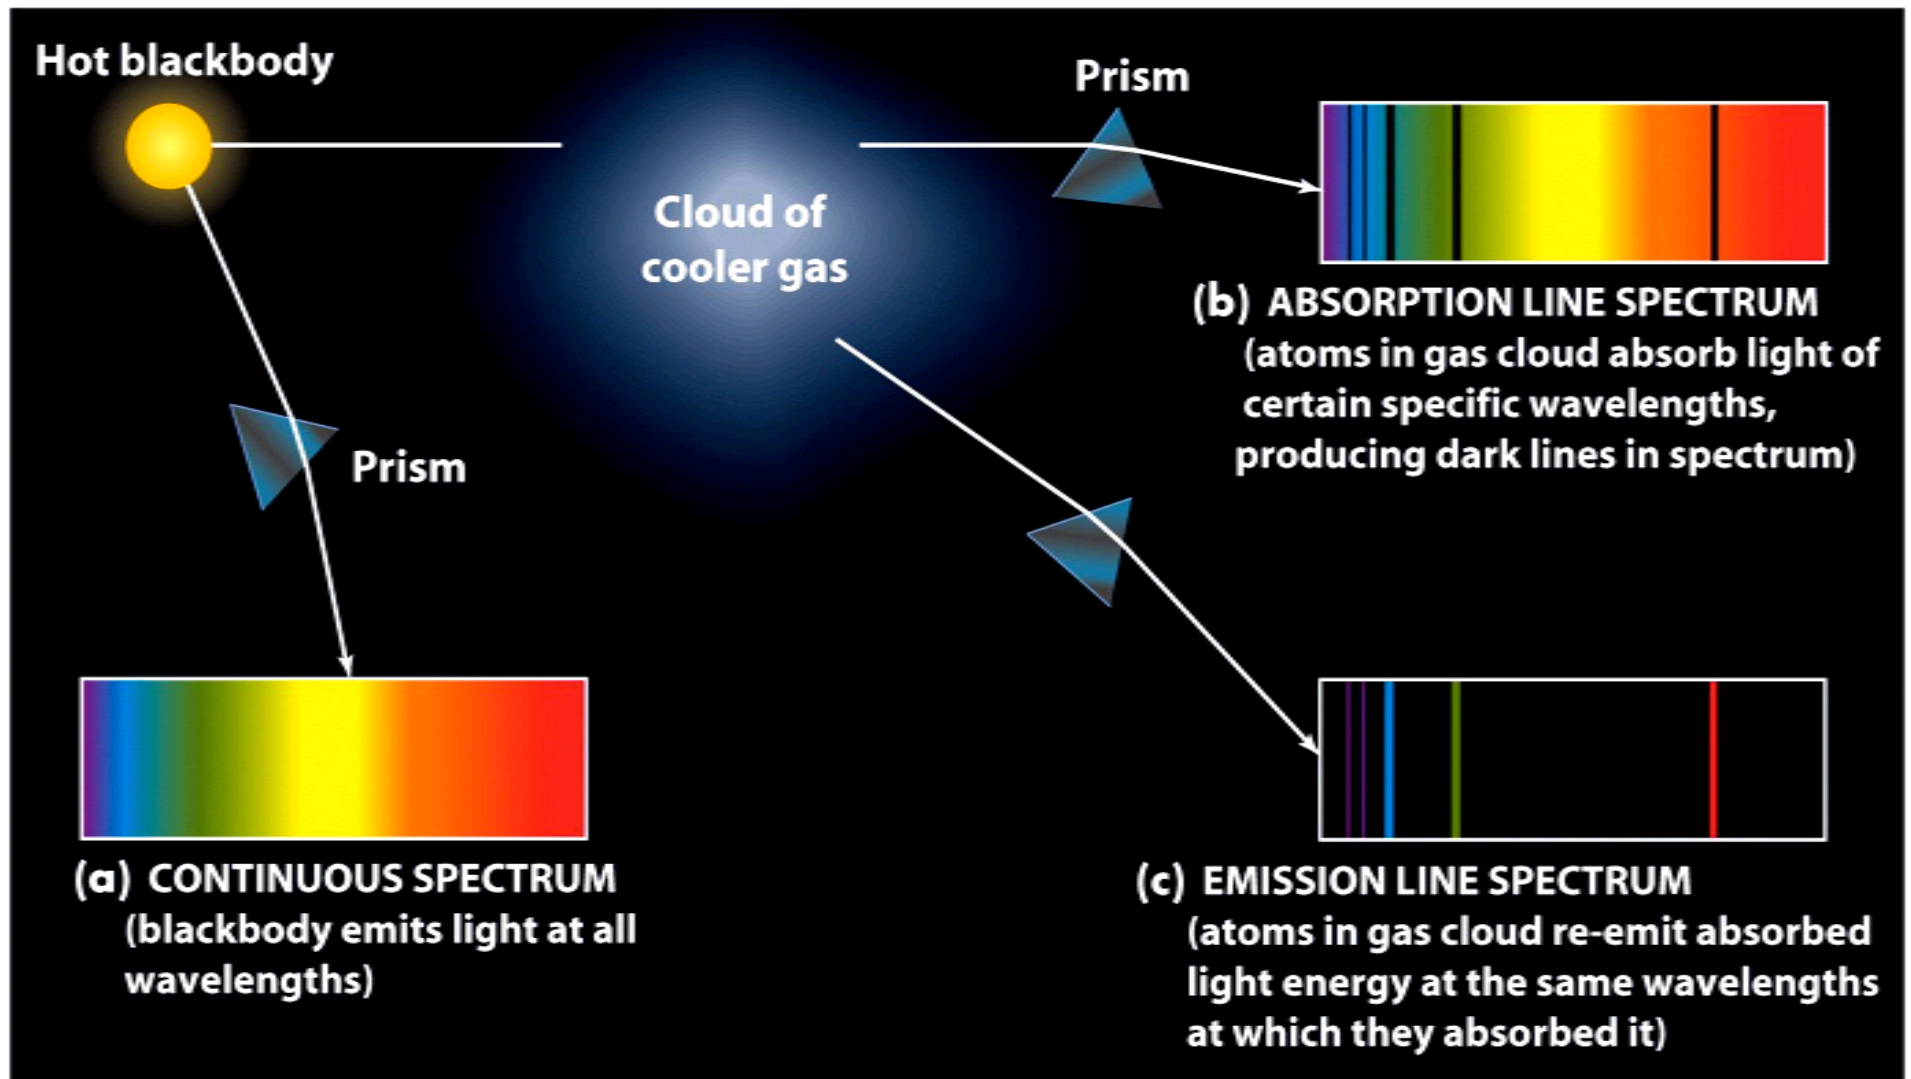 Hot blackbody
Prism
Cloud of
cooler gas
(b) ABSORPTION LINE SPECTRUM
(atoms in gas cloud absorb light of
certain specific wavelengths,
producing dark lines in spectrum)
Prism
(a) CONTINUOUS SPECTRUM
(blackbody emits light at all
wavelengths)
(c) EMISSION LINE SPECTRUM
(atoms in gas cloud re-emit absorbed
light energy at the same wavelengths
at which they absorbed it)